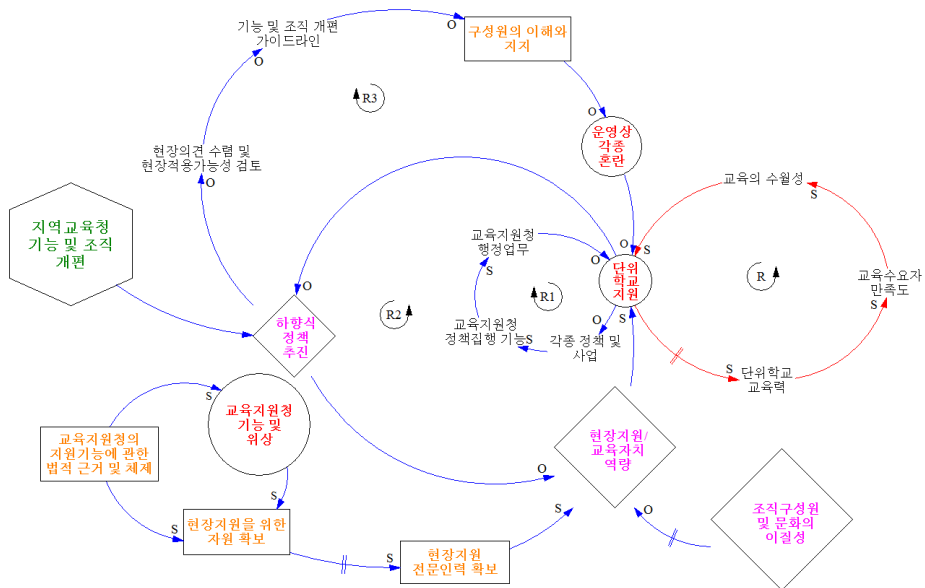 기능 및 조직 개편
가이드라인
O
O
구성원의 이해와
지지
R3
O
운영상
각종
혼란
현장의견 수렴 및
현장적용가능성 검토
O
교육의 수월성
S
지역교육청
기능 및 조직
개편
교육지원청
행정업무
S
O
O
S
단위
학교
지원
R
교육수요자
만족도
S
O
R2
R1
하향식
정책
추진
교육지원청
정책집행 기능
S
각종 정책 및
사업
O
S
S
단위학교
교육력
S
교육지원청
기능 및
위상
교육지원청의
지원기능에 관한
법적 근거 및 체제
현장지원/
교육자치
역량
O
S
S
S
O
현장지원을 위한
자원 확보
조직구성원
및 문화의
이질성
S
현장지원
전문인력 확보